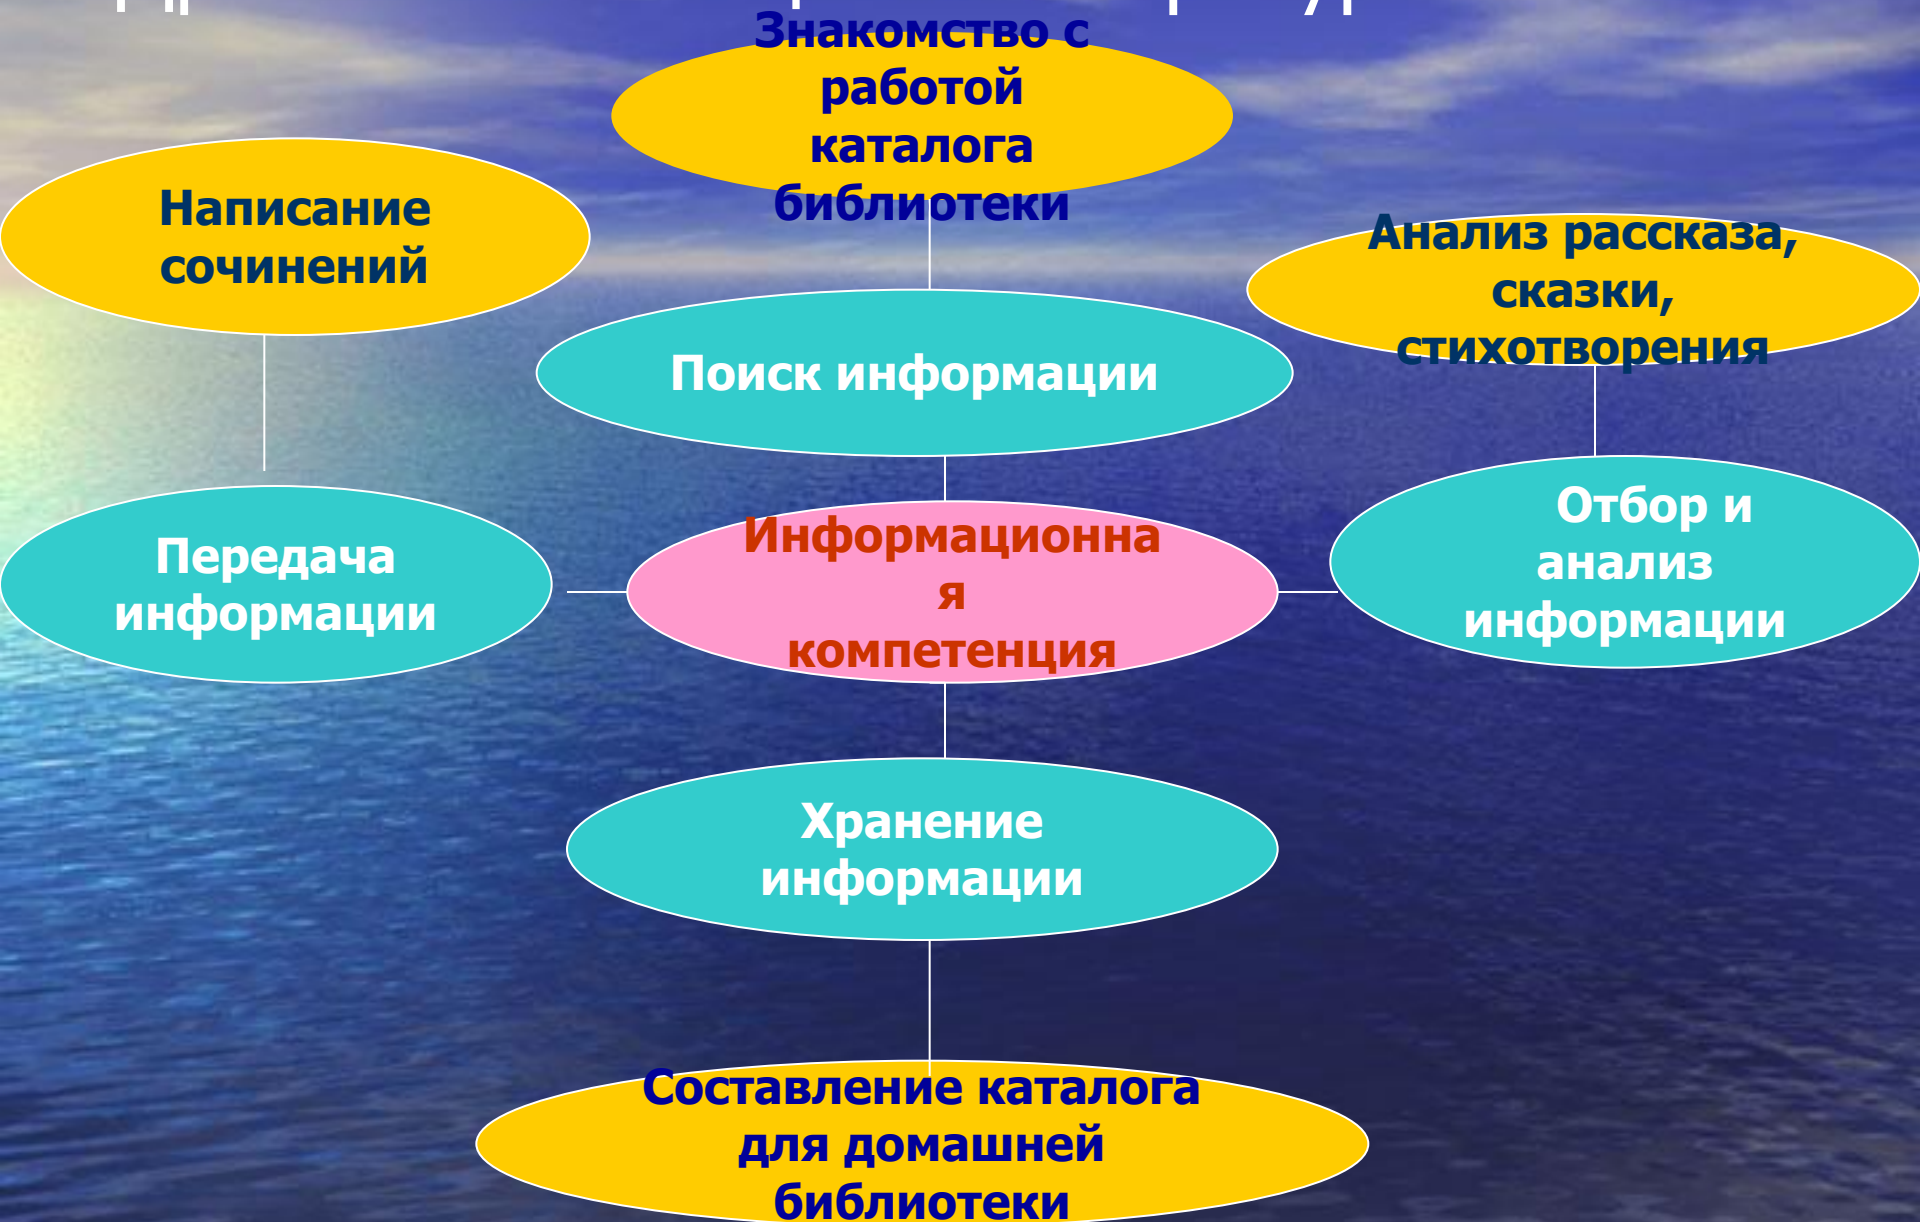 Знакомство с
работой
каталога
библиотеки
Написание
сочинений
Анализ рассказа,
сказки,
стихотворения
Поиск информации
Передача
информации
Информационна
я
компетенция
Отбор и
анализ
информации
Хранение
информации
Составление каталога
для домашней
библиотеки